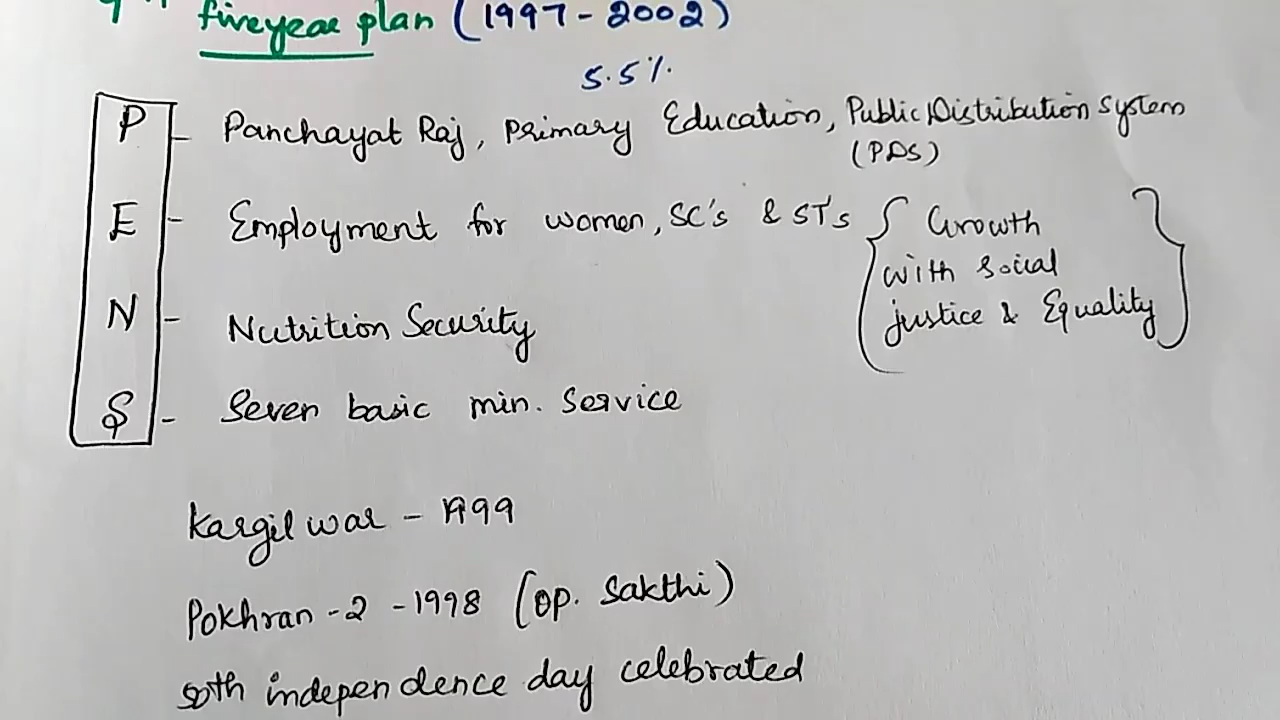 9th fiveyear plan (1997-2002)
5.5%
P - Panchayat Raj, Primary Education, Public Distribution System
(PDS)
E - Employment for women, SC's & ST's { Growth
with social
justice & Equality }
N - Nutrition Security
S - Seven basic min. Service
Kargil war - 1999
Pokhran -2 -1998 (op. Sakthi)
50th independence day celebrated